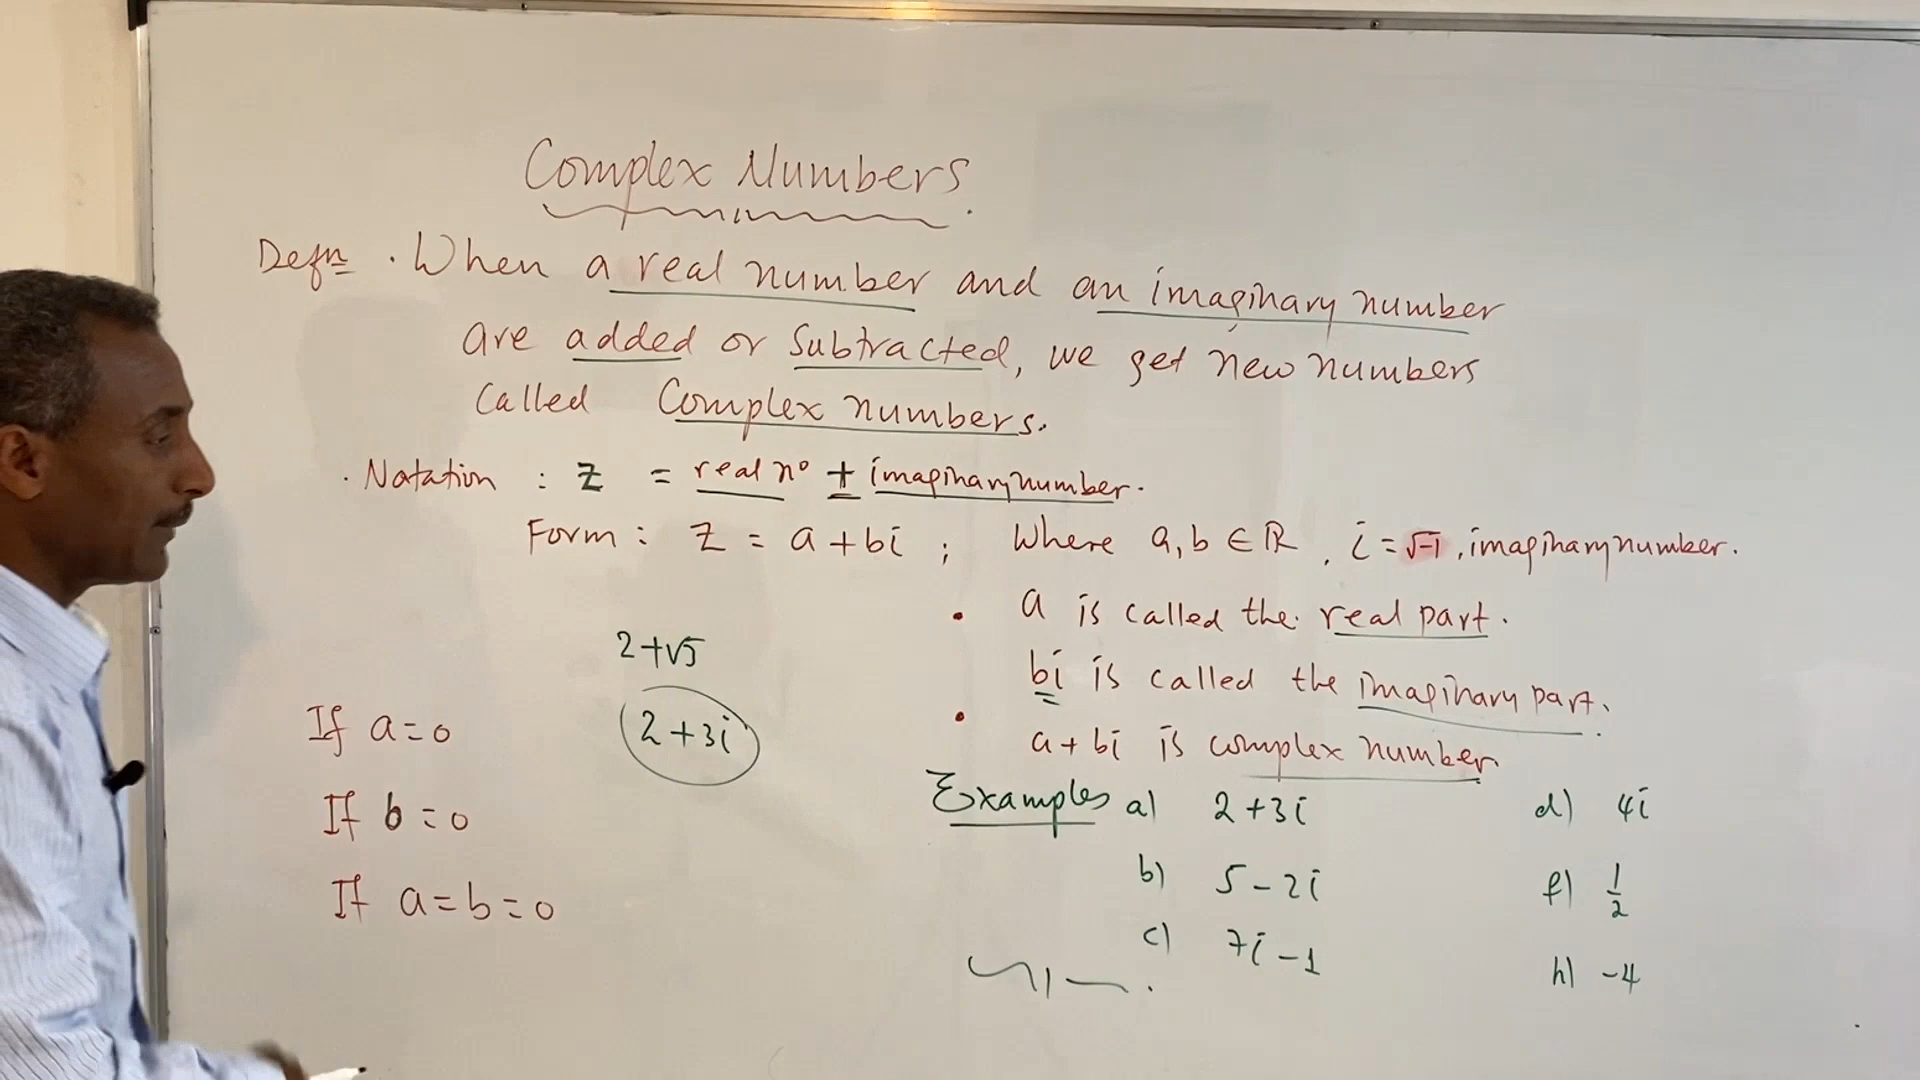 Complex Numbers.
Defn . When a real number and an imaginary number
are added or Subtracted, we get new numbers
Called Complex numbers.
. Notation : Z = real nº ± imaginary number.
Form : Z = a + bi ; Where a, b ∈ ℝ, i = √-1, imaginary number.
• a is called the real part.
bi is called the imaginary part.
• a + bi is complex number.
2+√5
2+3i
If a = 0
If b = 0
If a = b = 0
Examples a) 2 + 3i
b) 5 - 2i
c) 7i - 1
d) 4i
f) 1/2
h) -4